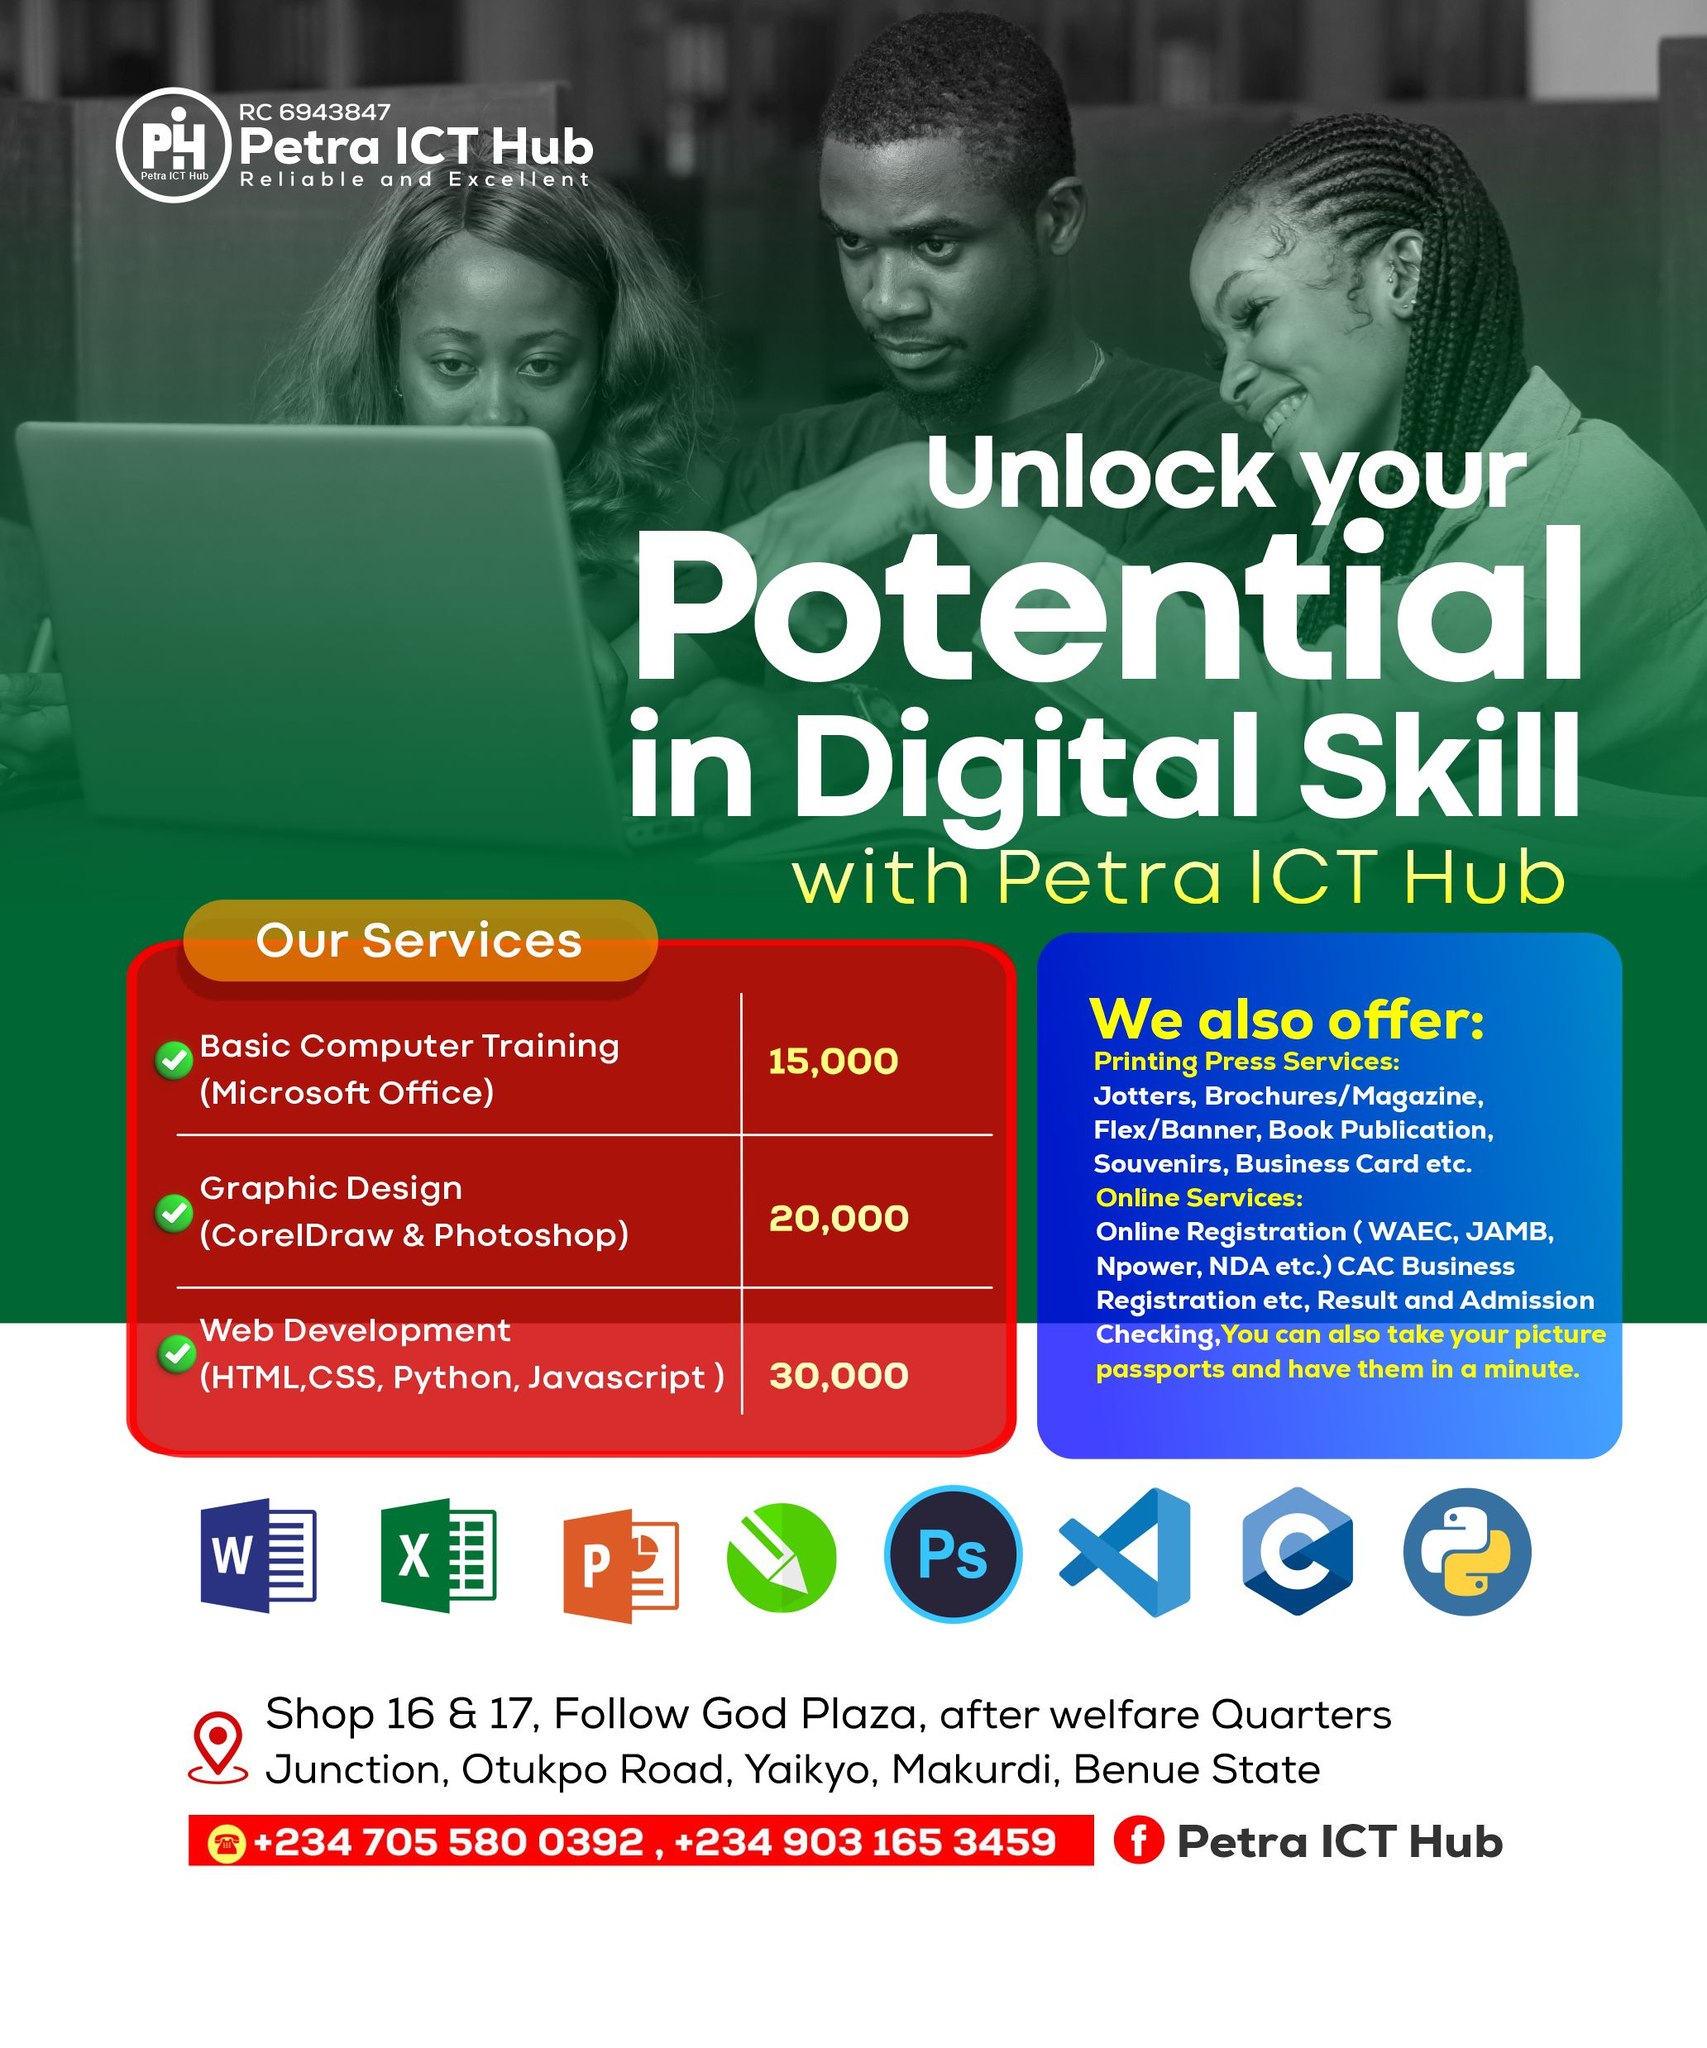 RC 6943847
PIH
Petra ICT Hub
Petra ICT Hub
Reliable and Excellent
Unlock your
Potential
in Digital Skill
with Petra ICT Hub
Our Services
Basic Computer Training
(Microsoft Office)
15,000
Graphic Design
(CorelDraw & Photoshop)
20,000
Web Development
(HTML,CSS, Python, Javascript )
30,000
We also offer:
Printing Press Services:
Jotters, Brochures/Magazine,
Flex/Banner, Book Publication,
Souvenirs, Business Card etc.
Online Services:
Online Registration ( WAEC, JAMB,
Npower, NDA etc.) CAC Business
Registration etc, Result and Admission
Checking,You can also take your picture
passports and have them in a minute.
W
X
P
Ps
C
Shop 16 & 17, Follow God Plaza, after welfare Quarters
Junction, Otukpo Road, Yaikyo, Makurdi, Benue State
+234 705 580 0392 , +234 903 165 3459
f Petra ICT Hub